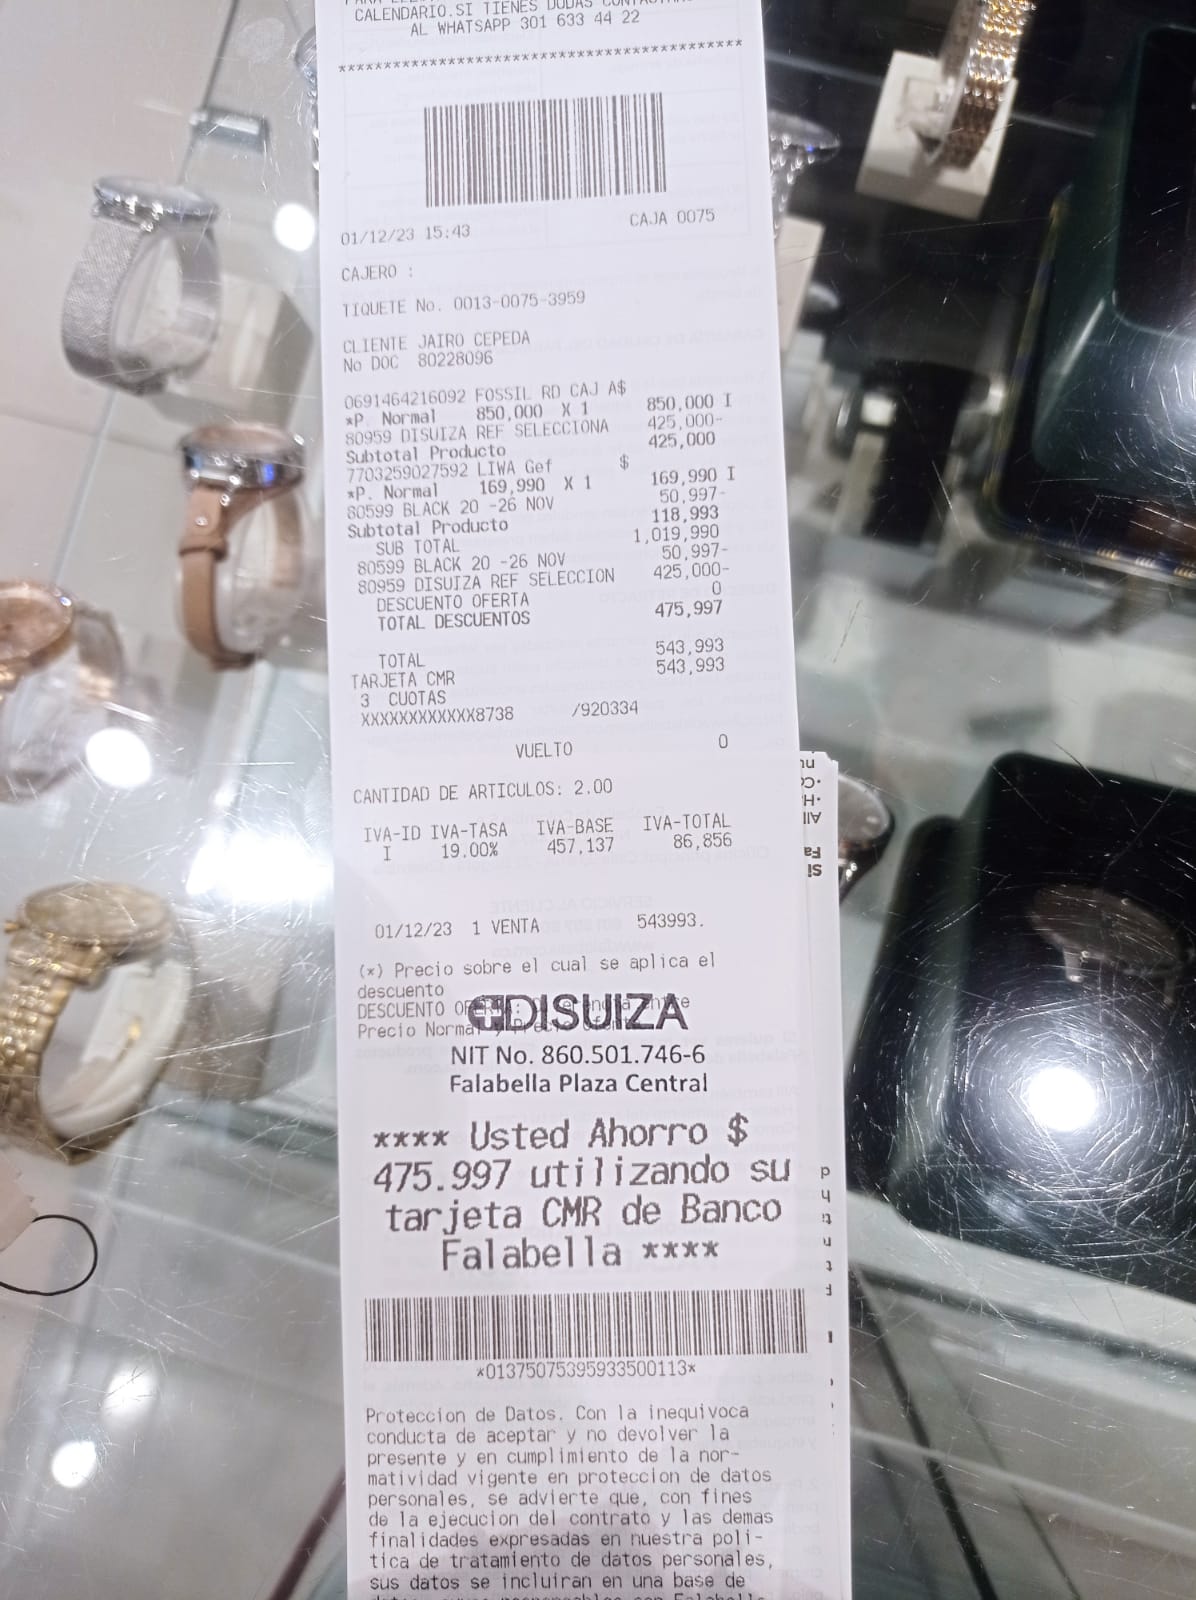 CALENDARIO.SI TIENES DUDAS
AL WHATSAPP 301 633 44 22
*********************************************
01/12/23 15:43 CAJA 0075
CAJERO :
TIQUETE No. 0013-0075-3959
CLIENTE JAIRO CEPEDA
No DOC 80228096
0691464216092 FOSSIL RD CAJ A$
*P. Normal 850,000 X 1 850,000 I
80959 DISUIZA REF SELECCIONA 425,000-
Subtotal Producto 425,000
7703259027592 LIWA Gef $
*P. Normal 169,990 X 1 169,990 I
80599 BLACK 20 -26 NOV 50,997-
Subtotal Producto 118,993
SUB TOTAL 1,019,990
80599 BLACK 20 -26 NOV 50,997-
80959 DISUIZA REF SELECCION 425,000-
DESCUENTO OFERTA 0
TOTAL DESCUENTOS 475,997
TOTAL 543,993
TARJETA CMR 543,993
3 CUOTAS
XXXXXXXXXXXX8738 /920334
VUELTO 0
CANTIDAD DE ARTICULOS: 2.00
IVA-ID IVA-TASA IVA-BASE IVA-TOTAL
I 19.00% 457,137 86,856
01/12/23 1 VENTA 543993.
(*) Precio sobre el cual se aplica el
descuento
DESCUENTO
Precio
DISUIZA
NIT No. 860.501.746-6
Falabella Plaza Central
**** Usted Ahorro $
475.997 utilizando su
tarjeta CMR de Banco
Falabella ****
*01375075395933500113*
Proteccion de Datos. Con la inequivoca
conducta de aceptar y no devolver la
presente y en cumplimiento de la nor-
matividad vigente en proteccion de datos
personales, se advierte que, con fines
de la ejecucion del contrato y las demas
finalidades expresadas en nuestra poli-
tica de tratamiento de datos personales,
sus datos se incluiran en una base de